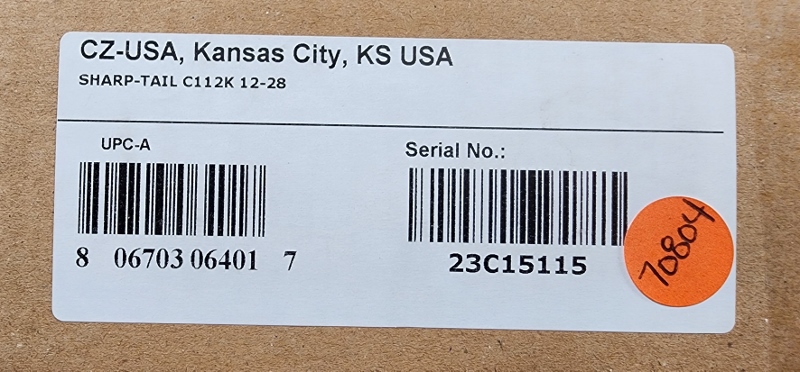 CZ-USA, Kansas City, KS USA
SHARP-TAIL C112K 12-28
UPC-A
8 06703 06401 7
Serial No.:
23C15115
70804